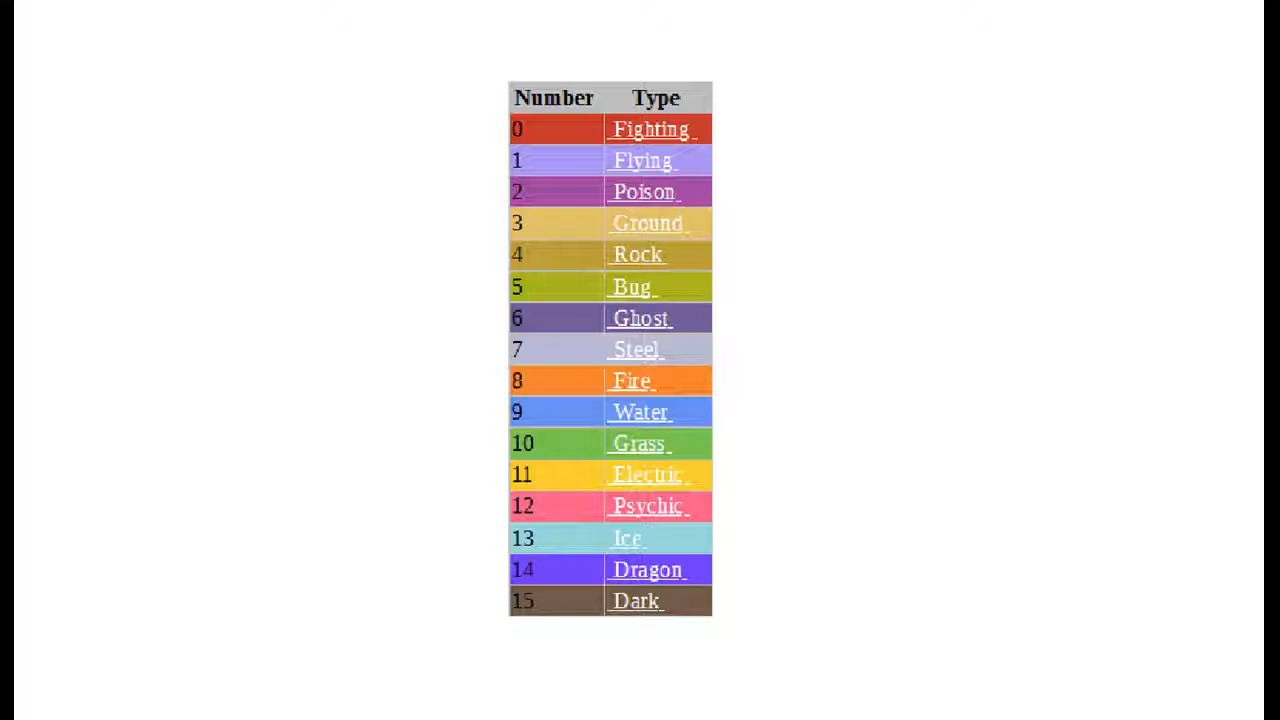 Number Type
0 Fighting
1 Flying
2 Poison
3 Ground
4 Rock
5 Bug
6 Ghost
7 Steel
8 Fire
9 Water
10 Grass
11 Electric
12 Psychic
13 Ice
14 Dragon
15 Dark